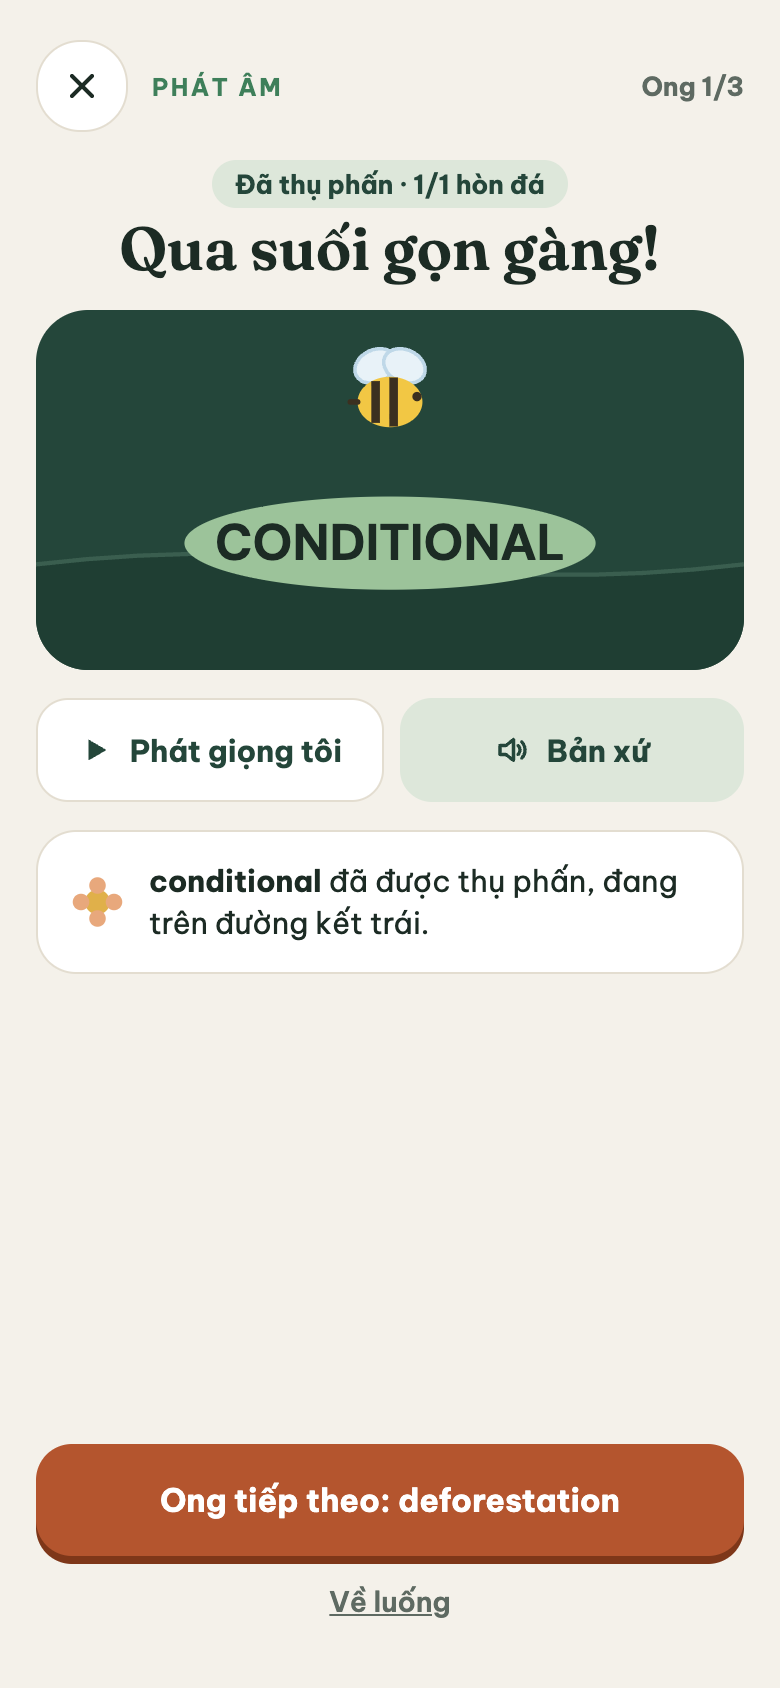 PHÁT ÂM
Ong 1/3
Đã thụ phấn · 1/1 hòn đá
Qua suối gọn gàng!
CONDITIONAL
Phát giọng tôi
Bản xứ
conditional đã được thụ phấn, đang
trên đường kết trái.
Ong tiếp theo: deforestation
Về luống